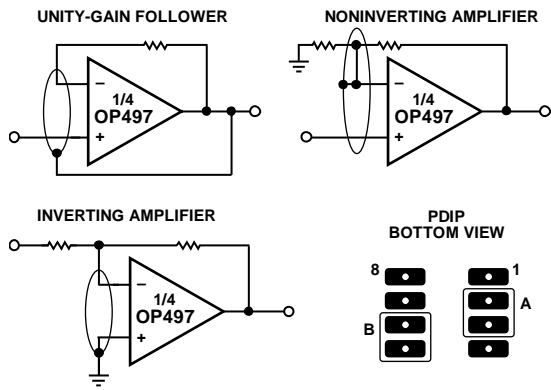 UNITY-GAIN FOLLOWER
−
1/4
OP497
+
NONINVERTING AMPLIFIER
−
1/4
OP497
+
INVERTING AMPLIFIER
−
1/4
OP497
+
PDIP
BOTTOM VIEW
8
1
A
B